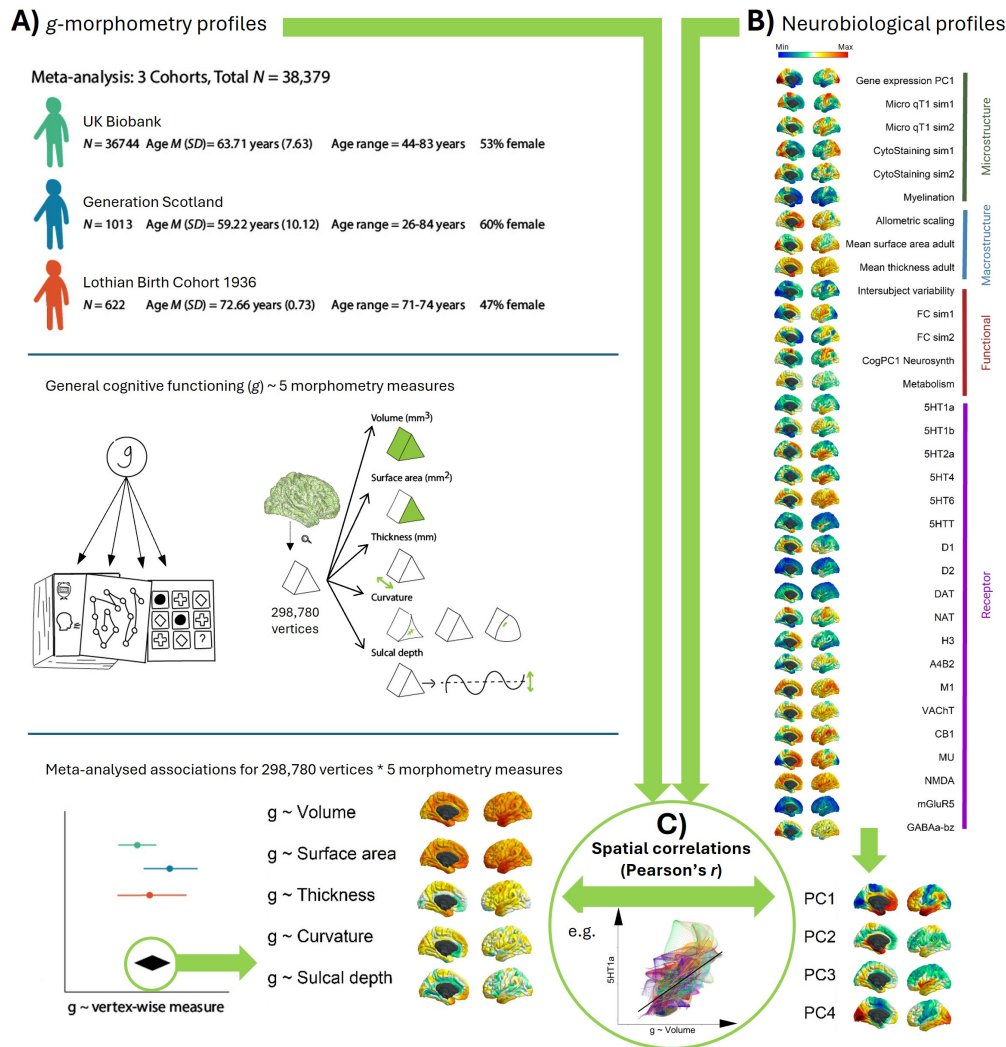 A) g-morphometry profiles
Meta-analysis: 3 Cohorts, Total N = 38,379
UK Biobank
N = 36744 Age M (SD)= 63.71 years (7.63) Age range = 44-83 years 53% female
Generation Scotland
N = 1013 Age M (SD)= 59.22 years (10.12) Age range = 26-84 years 60% female
Lothian Birth Cohort 1936
N = 622 Age M (SD) = 72.66 years (0.73) Age range = 71-74 years 47% female
General cognitive functioning (g) ~ 5 morphometry measures
g
?
298,780
vertices
Volume (mm³)
Surface area (mm²)
Thickness (mm)
Curvature
Sulcal depth
Meta-analysed associations for 298,780 vertices * 5 morphometry measures
g ~ vertex-wise measure
g ~ Volume
g ~ Surface area
g ~ Thickness
g ~ Curvature
g ~ Sulcal depth
B) Neurobiological profiles
Min Max
Gene expression PC1
Micro qT1 sim1
Micro qT1 sim2
CytoStaining sim1
CytoStaining sim2
Myelination
Microstructure
Allometric scaling
Mean surface area adult
Mean thickness adult
Macrostructure
Intersubject variability
FC sim1
FC sim2
CogPC1 Neurosynth
Metabolism
Functional
5HT1a
5HT1b
5HT2a
5HT4
5HT6
5HTT
D1
D2
DAT
NAT
H3
A4B2
M1
VAChT
CB1
MU
NMDA
mGluR5
GABAa-bz
Receptor
PC1
PC2
PC3
PC4
C)
Spatial correlations
(Pearson's r)
e.g.
5HT1a
g ~ Volume